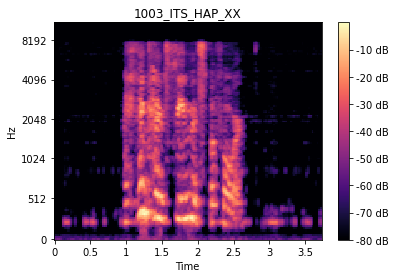 1003_ITS_HAP_XX
8192
4096
2048
1024
512
0
Hz
0 0.5 1 1.5 2 2.5 3 3.5
Time
-10 dB
-20 dB
-30 dB
-40 dB
-50 dB
-60 dB
-70 dB
-80 dB